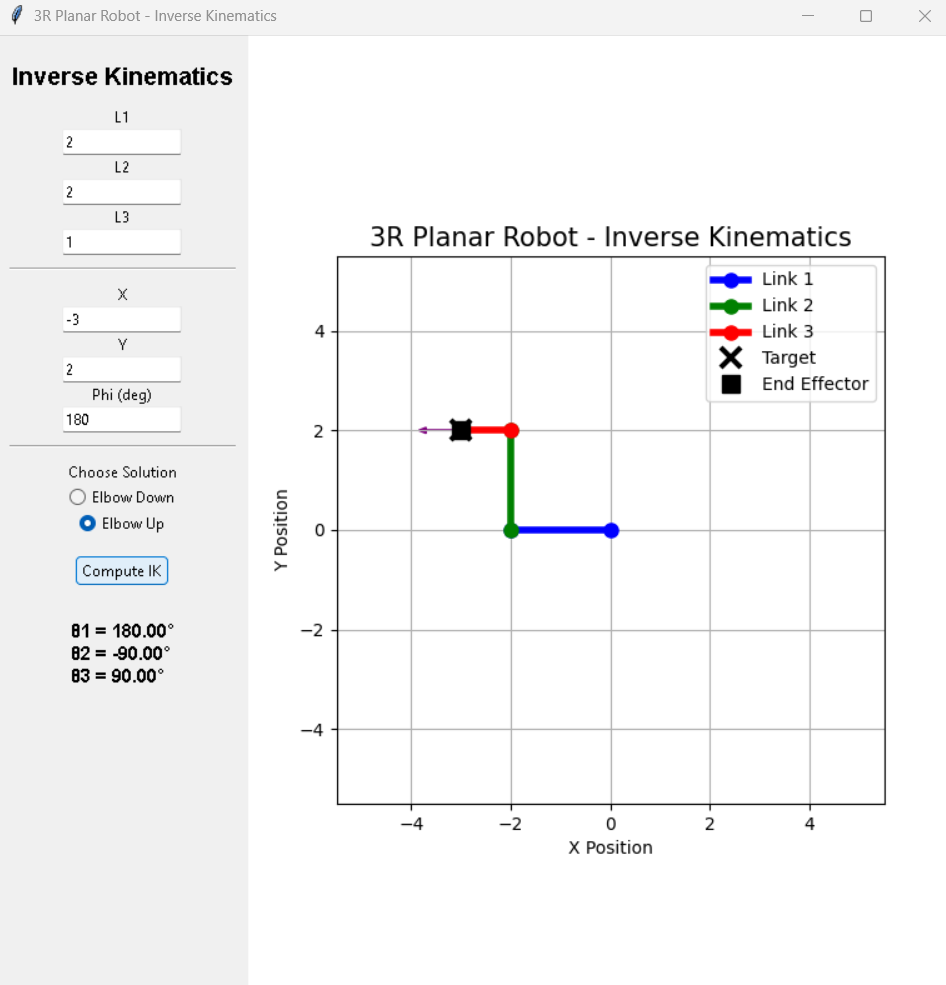 3R Planar Robot - Inverse Kinematics
Inverse Kinematics
L1
2
L2
2
L3
1
X
-3
Y
2
Phi (deg)
180
Choose Solution
Elbow Down
Elbow Up
Compute IK
θ1 = 180.00°
θ2 = -90.00°
θ3 = 90.00°
3R Planar Robot - Inverse Kinematics
Link 1
Link 2
Link 3
Target
End Effector
4
2
0
−2
−4
Y Position
−4 −2 0 2 4
X Position